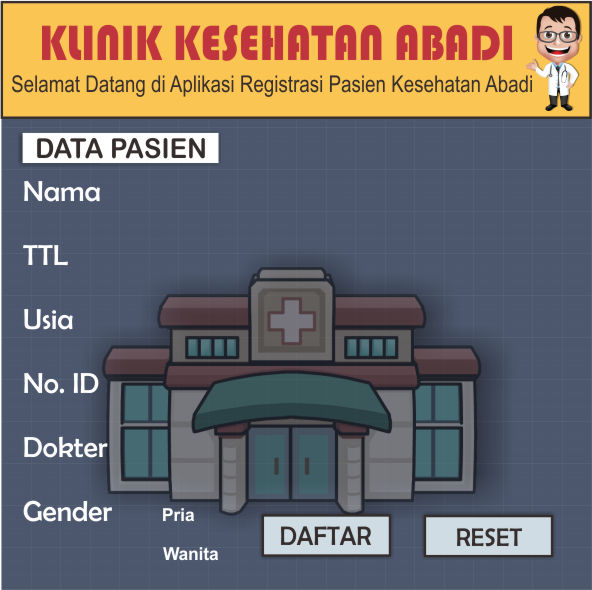 KLINIK KESEHATAN ABADI
Selamat Datang di Aplikasi Registrasi Pasien Kesehatan Abadi
DATA PASIEN
Nama
TTL
Usia
No. ID
Dokter
Gender
Pria
Wanita
DAFTAR
RESET